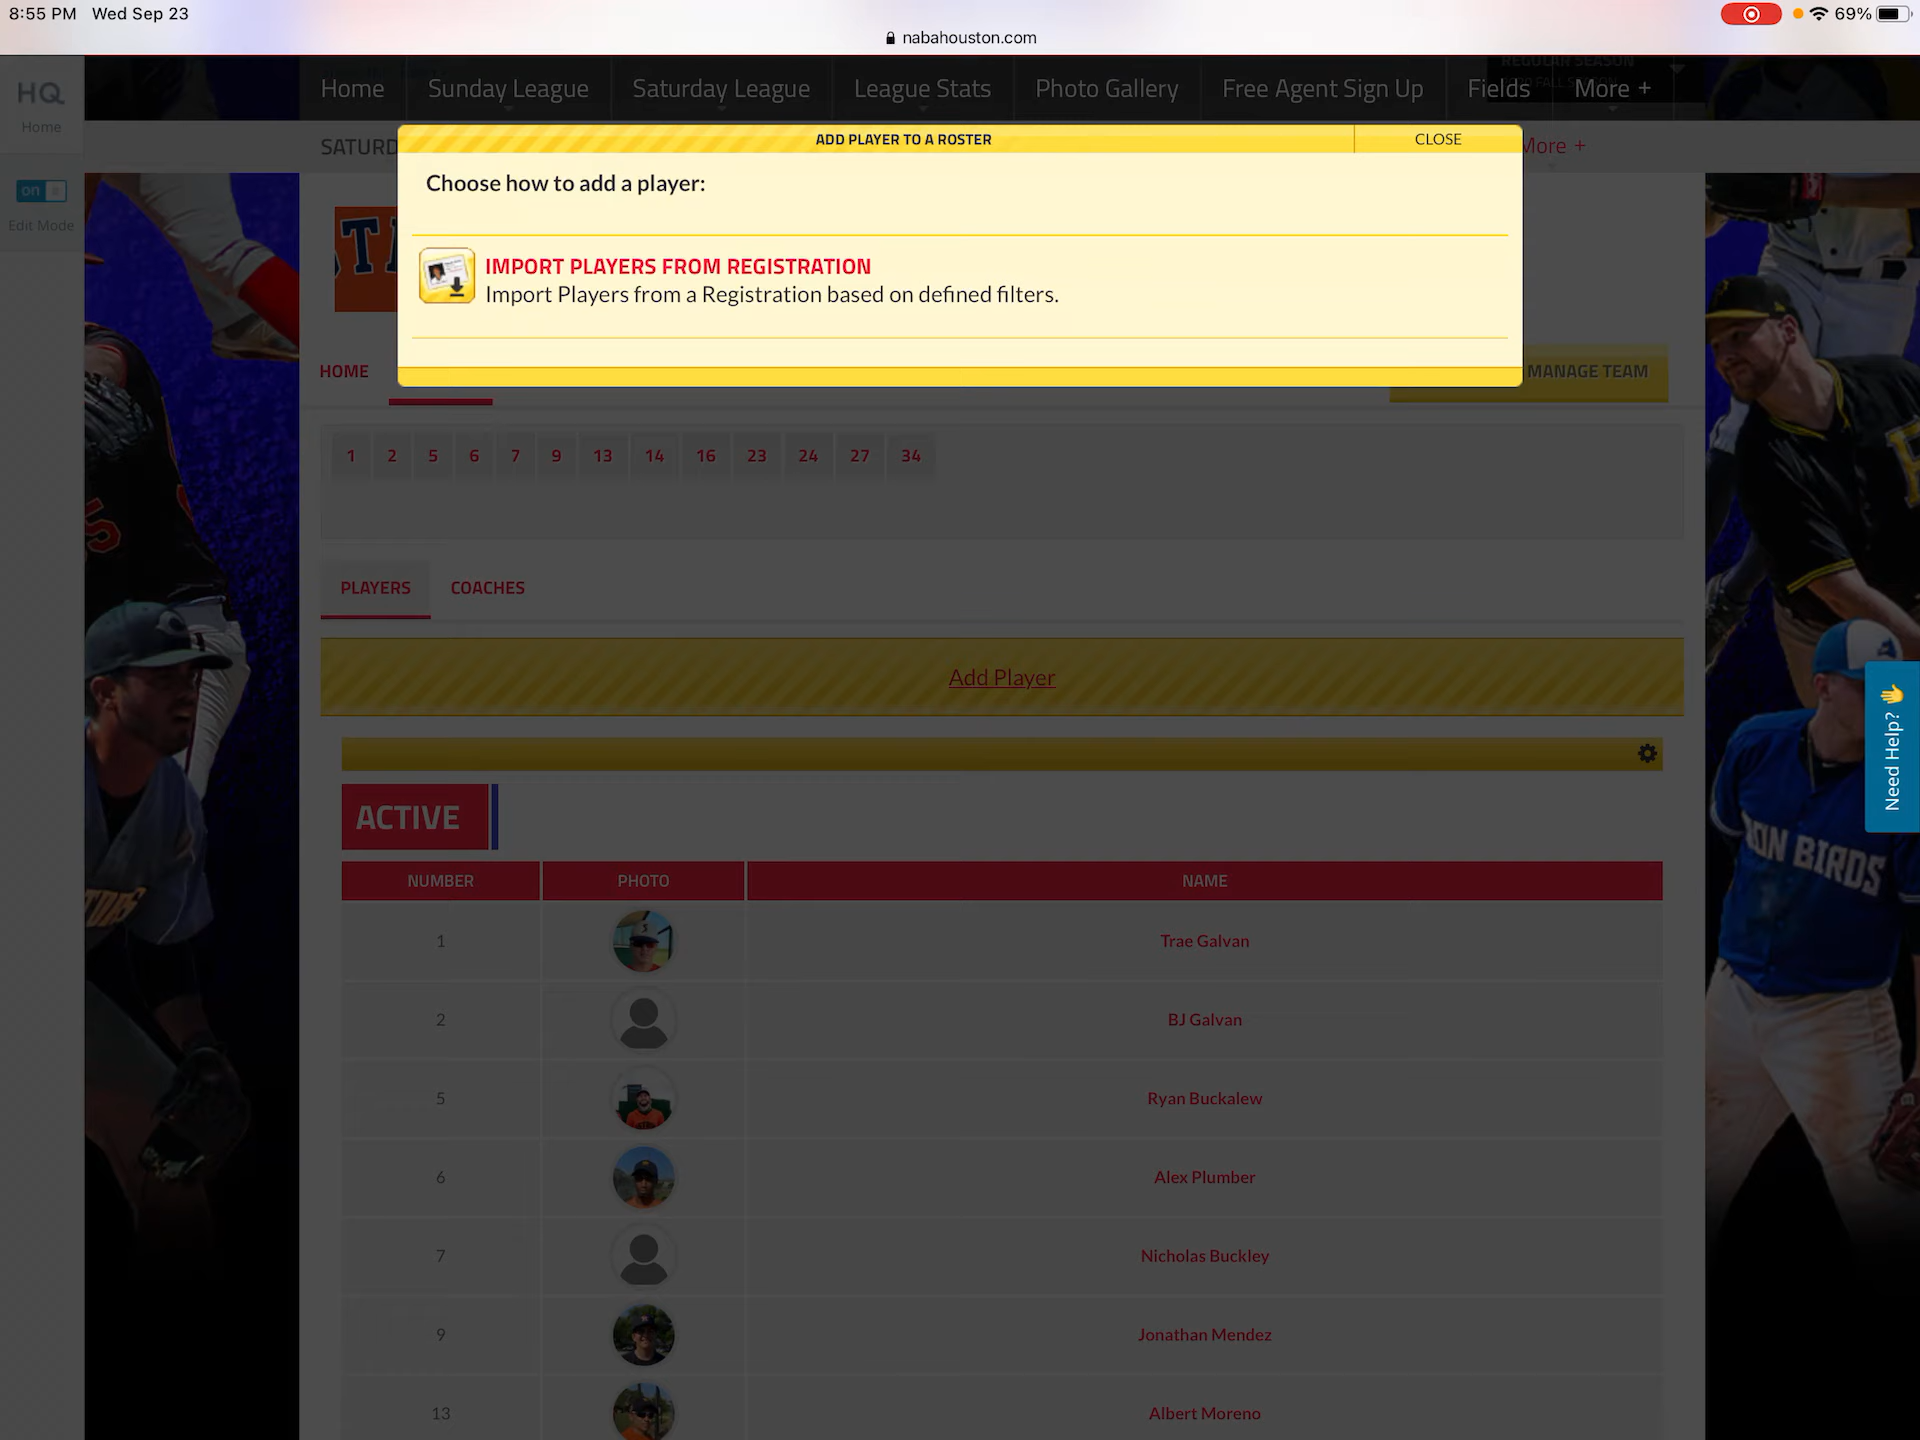 8:55 PM Wed Sep 23
69%
nabahouston.com
HQ
Home
on
Edit Mode
Home Sunday League Saturday League League Stats Photo Gallery Free Agent Sign Up Fields More +
REGULAR SEASON
SATURD
More +
ADD PLAYER TO A ROSTER
CLOSE
Choose how to add a player:
IMPORT PLAYERS FROM REGISTRATION
Import Players from a Registration based on defined filters.
HOME
MANAGE TEAM
1 2 5 6 7 9 13 14 16 23 24 27 34
PLAYERS COACHES
Add Player
Need Help? 👋
ACTIVE
NUMBER PHOTO NAME
1 Trae Galvan
2 BJ Galvan
5 Ryan Buckalew
6 Alex Plumber
7 Nicholas Buckley
9 Jonathan Mendez
13 Albert Moreno